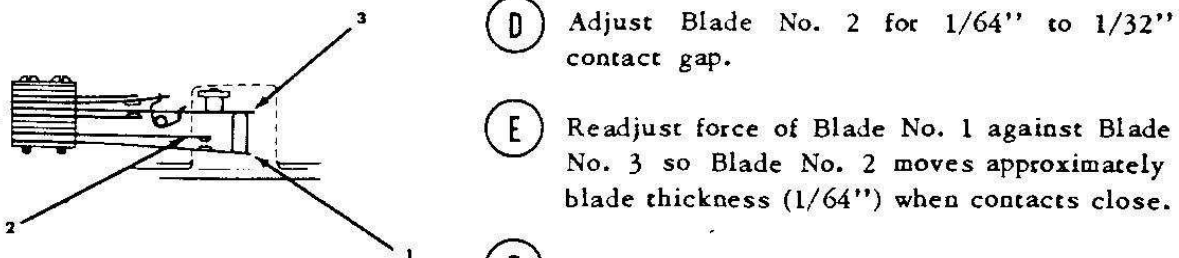 3
2
1
D Adjust Blade No. 2 for 1/64'' to 1/32''
contact gap.
E Readjust force of Blade No. 1 against Blade
No. 3 so Blade No. 2 moves approximately
blade thickness (1/64'') when contacts close.